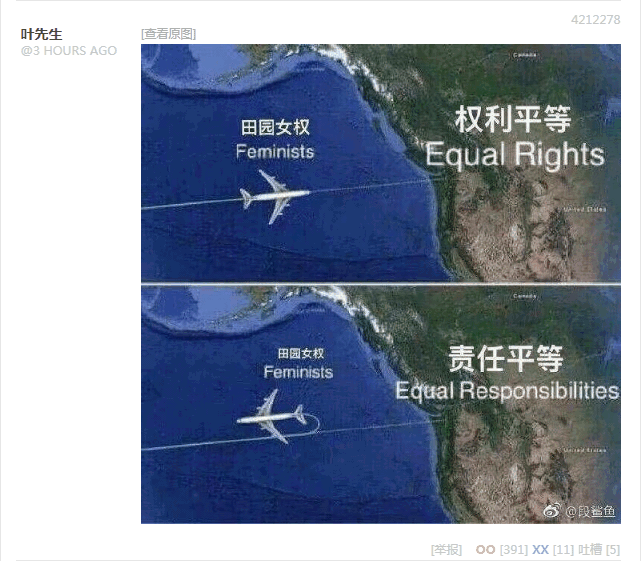 4212278
叶先生
@3 HOURS AGO
[查看原图]
Canada
田园女权
Feminists
权利平等
Equal Rights
United States
Canada
田园女权
Feminists
责任平等
Equal Responsibilities
United States
@段鲨鱼
[举报] OO [391] XX [11] 吐槽 [5]